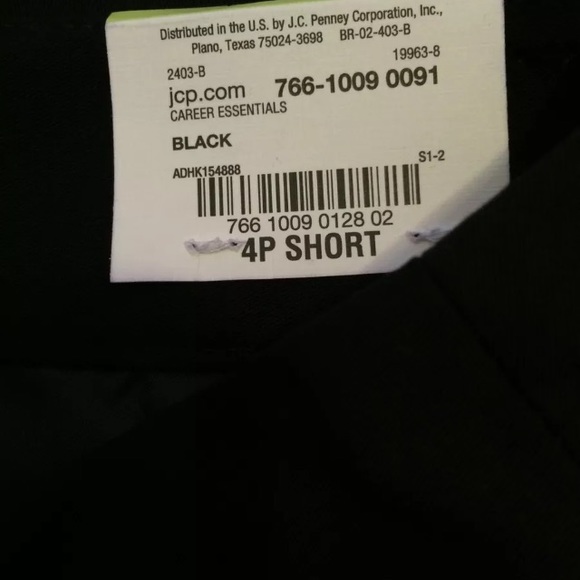 Distributed in the U.S. by J.C. Penney Corporation, Inc.,
Plano, Texas 75024-3698 BR-02-403-B
19963-8
2403-B
jcp.com 766-1009 0091
CAREER ESSENTIALS
BLACK
S1-2
ADHK154888
766 1009 0128 02
4P SHORT